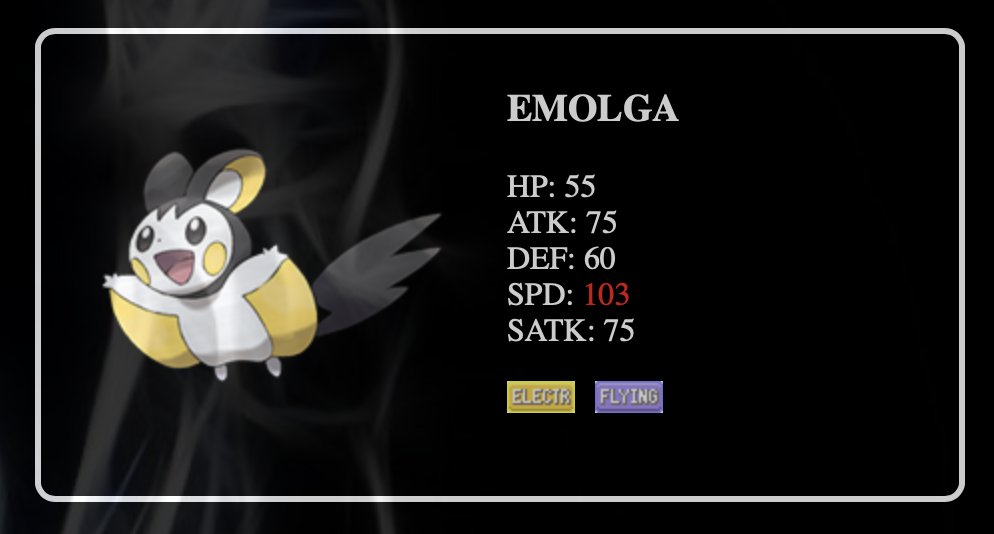 EMOLGA
HP: 55
ATK: 75
DEF: 60
SPD: 103
SATK: 75
ELECTR FLYING